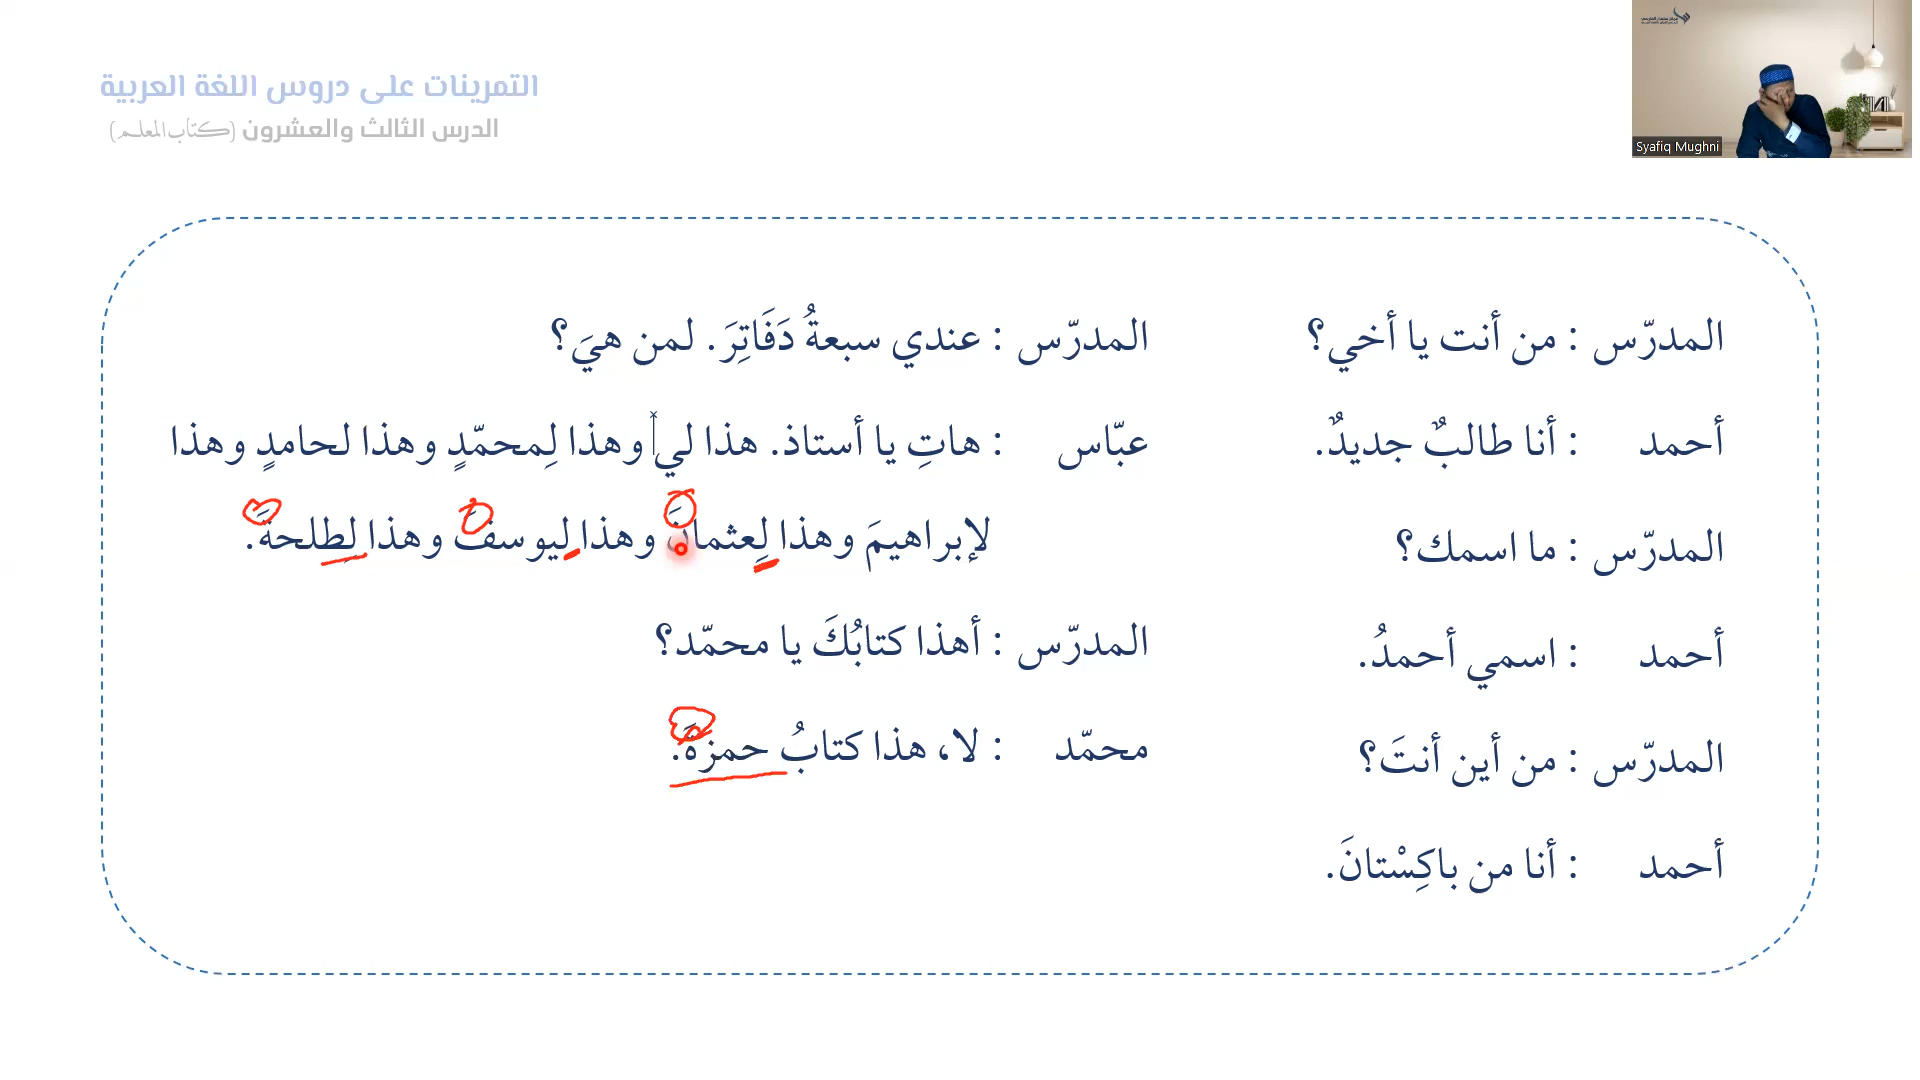 التمرينات على دروس اللغة العربية
الدرس الثالث والعشرون (كتاب المعلم)
Syafiq Mughni
المدرّس : من أنت يا أخي؟
أحمد : أنا طالبٌ جديدٌ.
المدرّس : ما اسمك؟
أحمد : اسمي أحمدُ.
المدرّس : من أين أنتَ؟
أحمد : أنا من باكِسْتانَ.
المدرّس : عندي سبعةُ دَفَاتِرَ. لمن هيَ؟
عبّاس : هاتِ يا أستاذ. هذا لي وهذا لِمحمّدٍ وهذا لحامدٍ وهذا
لإبراهيمَ وهذا لِعثمانَ وهذا ليوسفَ وهذا لِطلحةَ.
المدرّس : أهذا كتابُكَ يا محمّد؟
محمّد : لا، هذا كتابُ حمزةَ.